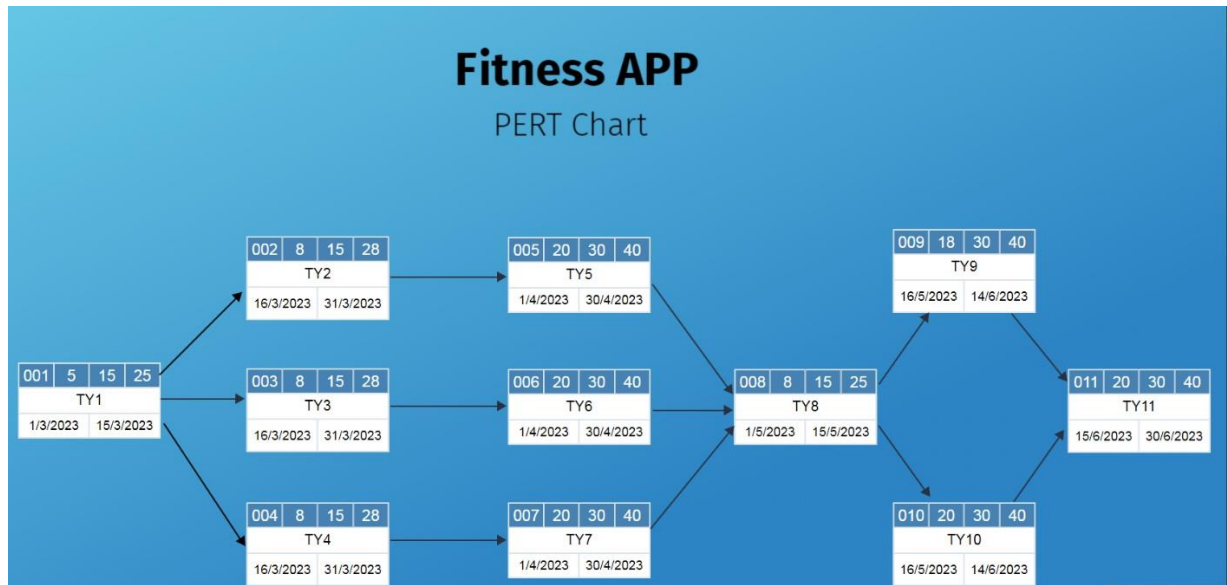 Fitness APP
PERT Chart
002 8 15 28
TY2
16/3/2023 31/3/2023
005 20 30 40
TY5
1/4/2023 30/4/2023
009 18 30 40
TY9
16/5/2023 14/6/2023
001 5 15 25
TY1
1/3/2023 15/3/2023
003 8 15 28
TY3
16/3/2023 31/3/2023
006 20 30 40
TY6
1/4/2023 30/4/2023
008 8 15 25
TY8
1/5/2023 15/5/2023
011 20 30 40
TY11
15/6/2023 30/6/2023
004 8 15 28
TY4
16/3/2023 31/3/2023
007 20 30 40
TY7
1/4/2023 30/4/2023
010 20 30 40
TY10
16/5/2023 14/6/2023